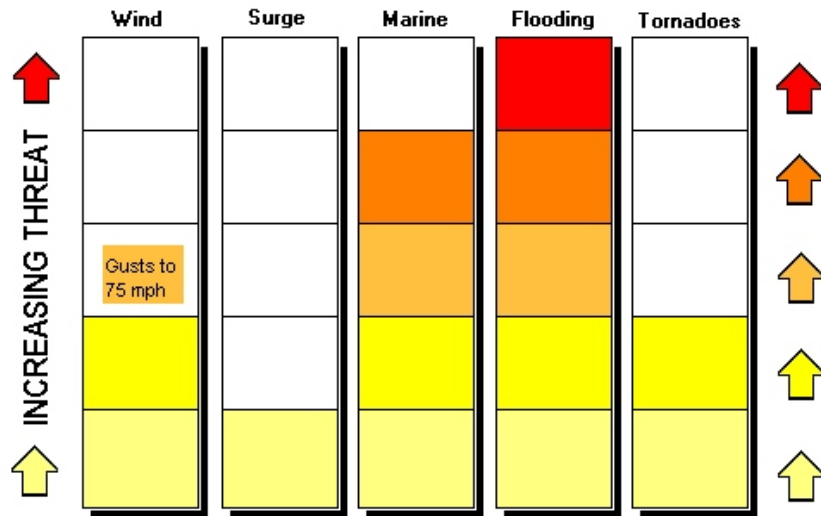 Wind Surge Marine Flooding Tornadoes
INCREASING THREAT
Gusts to
75 mph